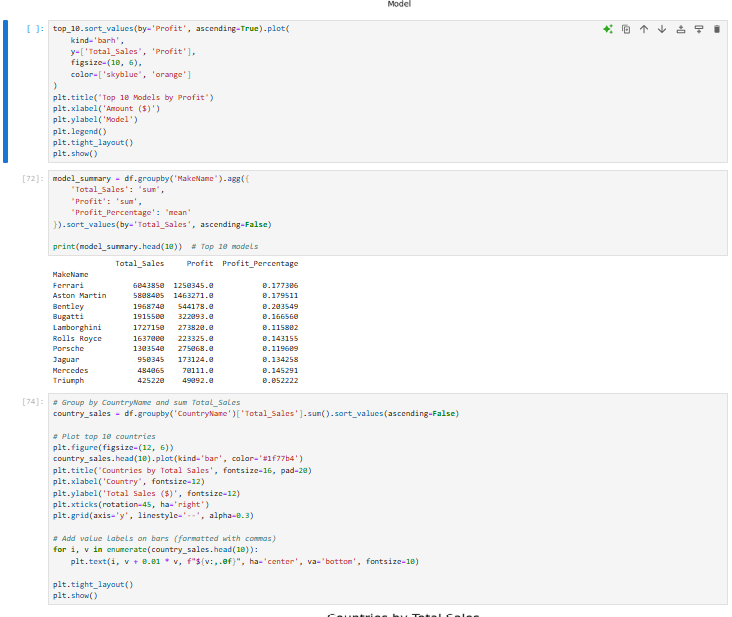 Model
[ ]:
top_10.sort_values(by='Profit', ascending=True).plot(
    kind='barh',
    y=['Total_Sales', 'Profit'],
    figsize=(10, 6),
    color=['skyblue', 'orange']
)
plt.title('Top 10 Models by Profit')
plt.xlabel('Amount ($)')
plt.ylabel('Model')
plt.legend()
plt.tight_layout()
plt.show()
[72]:
model_summary = df.groupby('MakeName').agg({
    'Total_Sales': 'sum',
    'Profit': 'sum',
    'Profit_Percentage': 'mean'
}).sort_values(by='Total_Sales', ascending=False)
print(model_summary.head(10))  # Top 10 models
Total_Sales Profit Profit_Percentage
MakeName
Ferrari 6043850 1250345.0 0.177306
Aston Martin 5808405 1463271.0 0.179511
Bentley 1968740 544178.0 0.203549
Bugatti 1915500 322093.0 0.166560
Lamborghini 1727150 273820.0 0.115802
Rolls Royce 1637000 223325.0 0.143155
Porsche 1303540 275068.0 0.119609
Jaguar 950345 173124.0 0.134258
Mercedes 484065 70111.0 0.145291
Triumph 425220 49092.0 0.052222
[74]:
# Group by CountryName and sum Total_Sales
country_sales = df.groupby('CountryName')['Total_Sales'].sum().sort_values(ascending=False)
# Plot top 10 countries
plt.figure(figsize=(12, 6))
country_sales.head(10).plot(kind='bar', color='#1f77b4')
plt.title('Countries by Total Sales', fontsize=16, pad=20)
plt.xlabel('Country', fontsize=12)
plt.ylabel('Total Sales ($)', fontsize=12)
plt.xticks(rotation=45, ha='right')
plt.grid(axis='y', linestyle='--', alpha=0.3)
# Add value labels on bars (formatted with commas)
for i, v in enumerate(country_sales.head(10)):
    plt.text(i, v + 0.01 * v, f"${v:,.0f}", ha='center', va='bottom', fontsize=10)
plt.tight_layout()
plt.show()
Countries by Total Sales